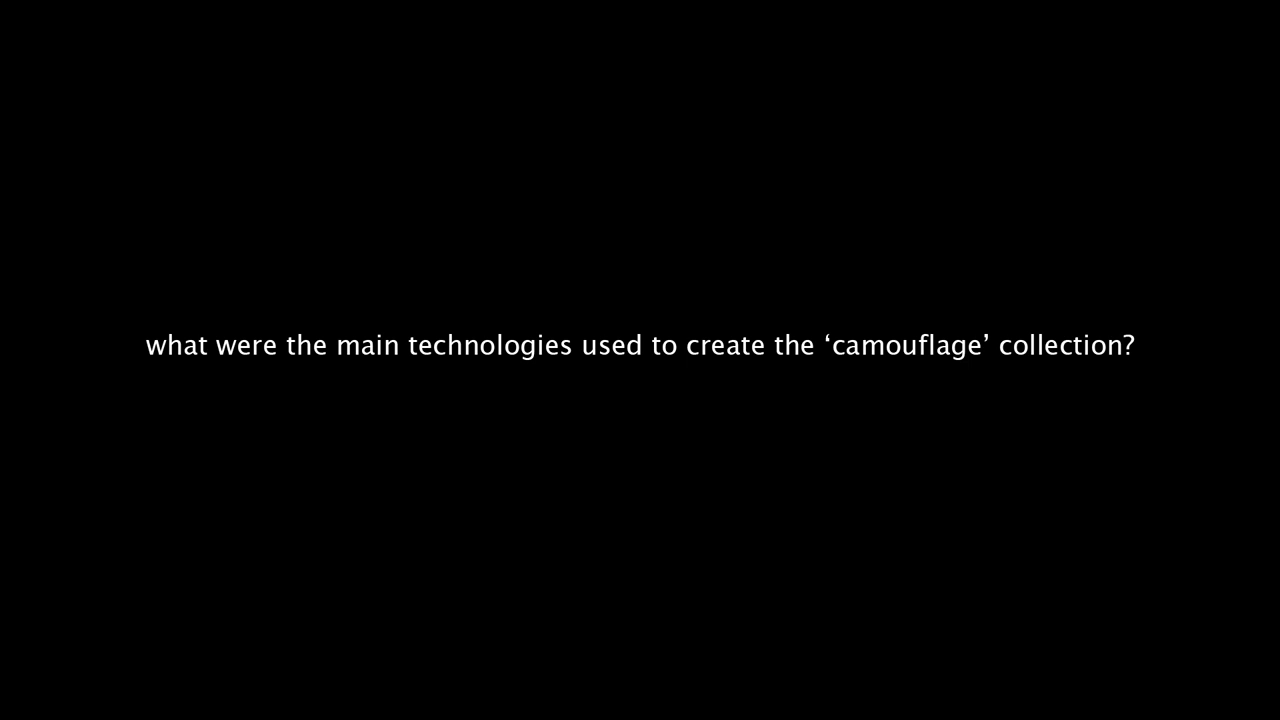 what were the main technologies used to create the ‘camouflage’ collection?